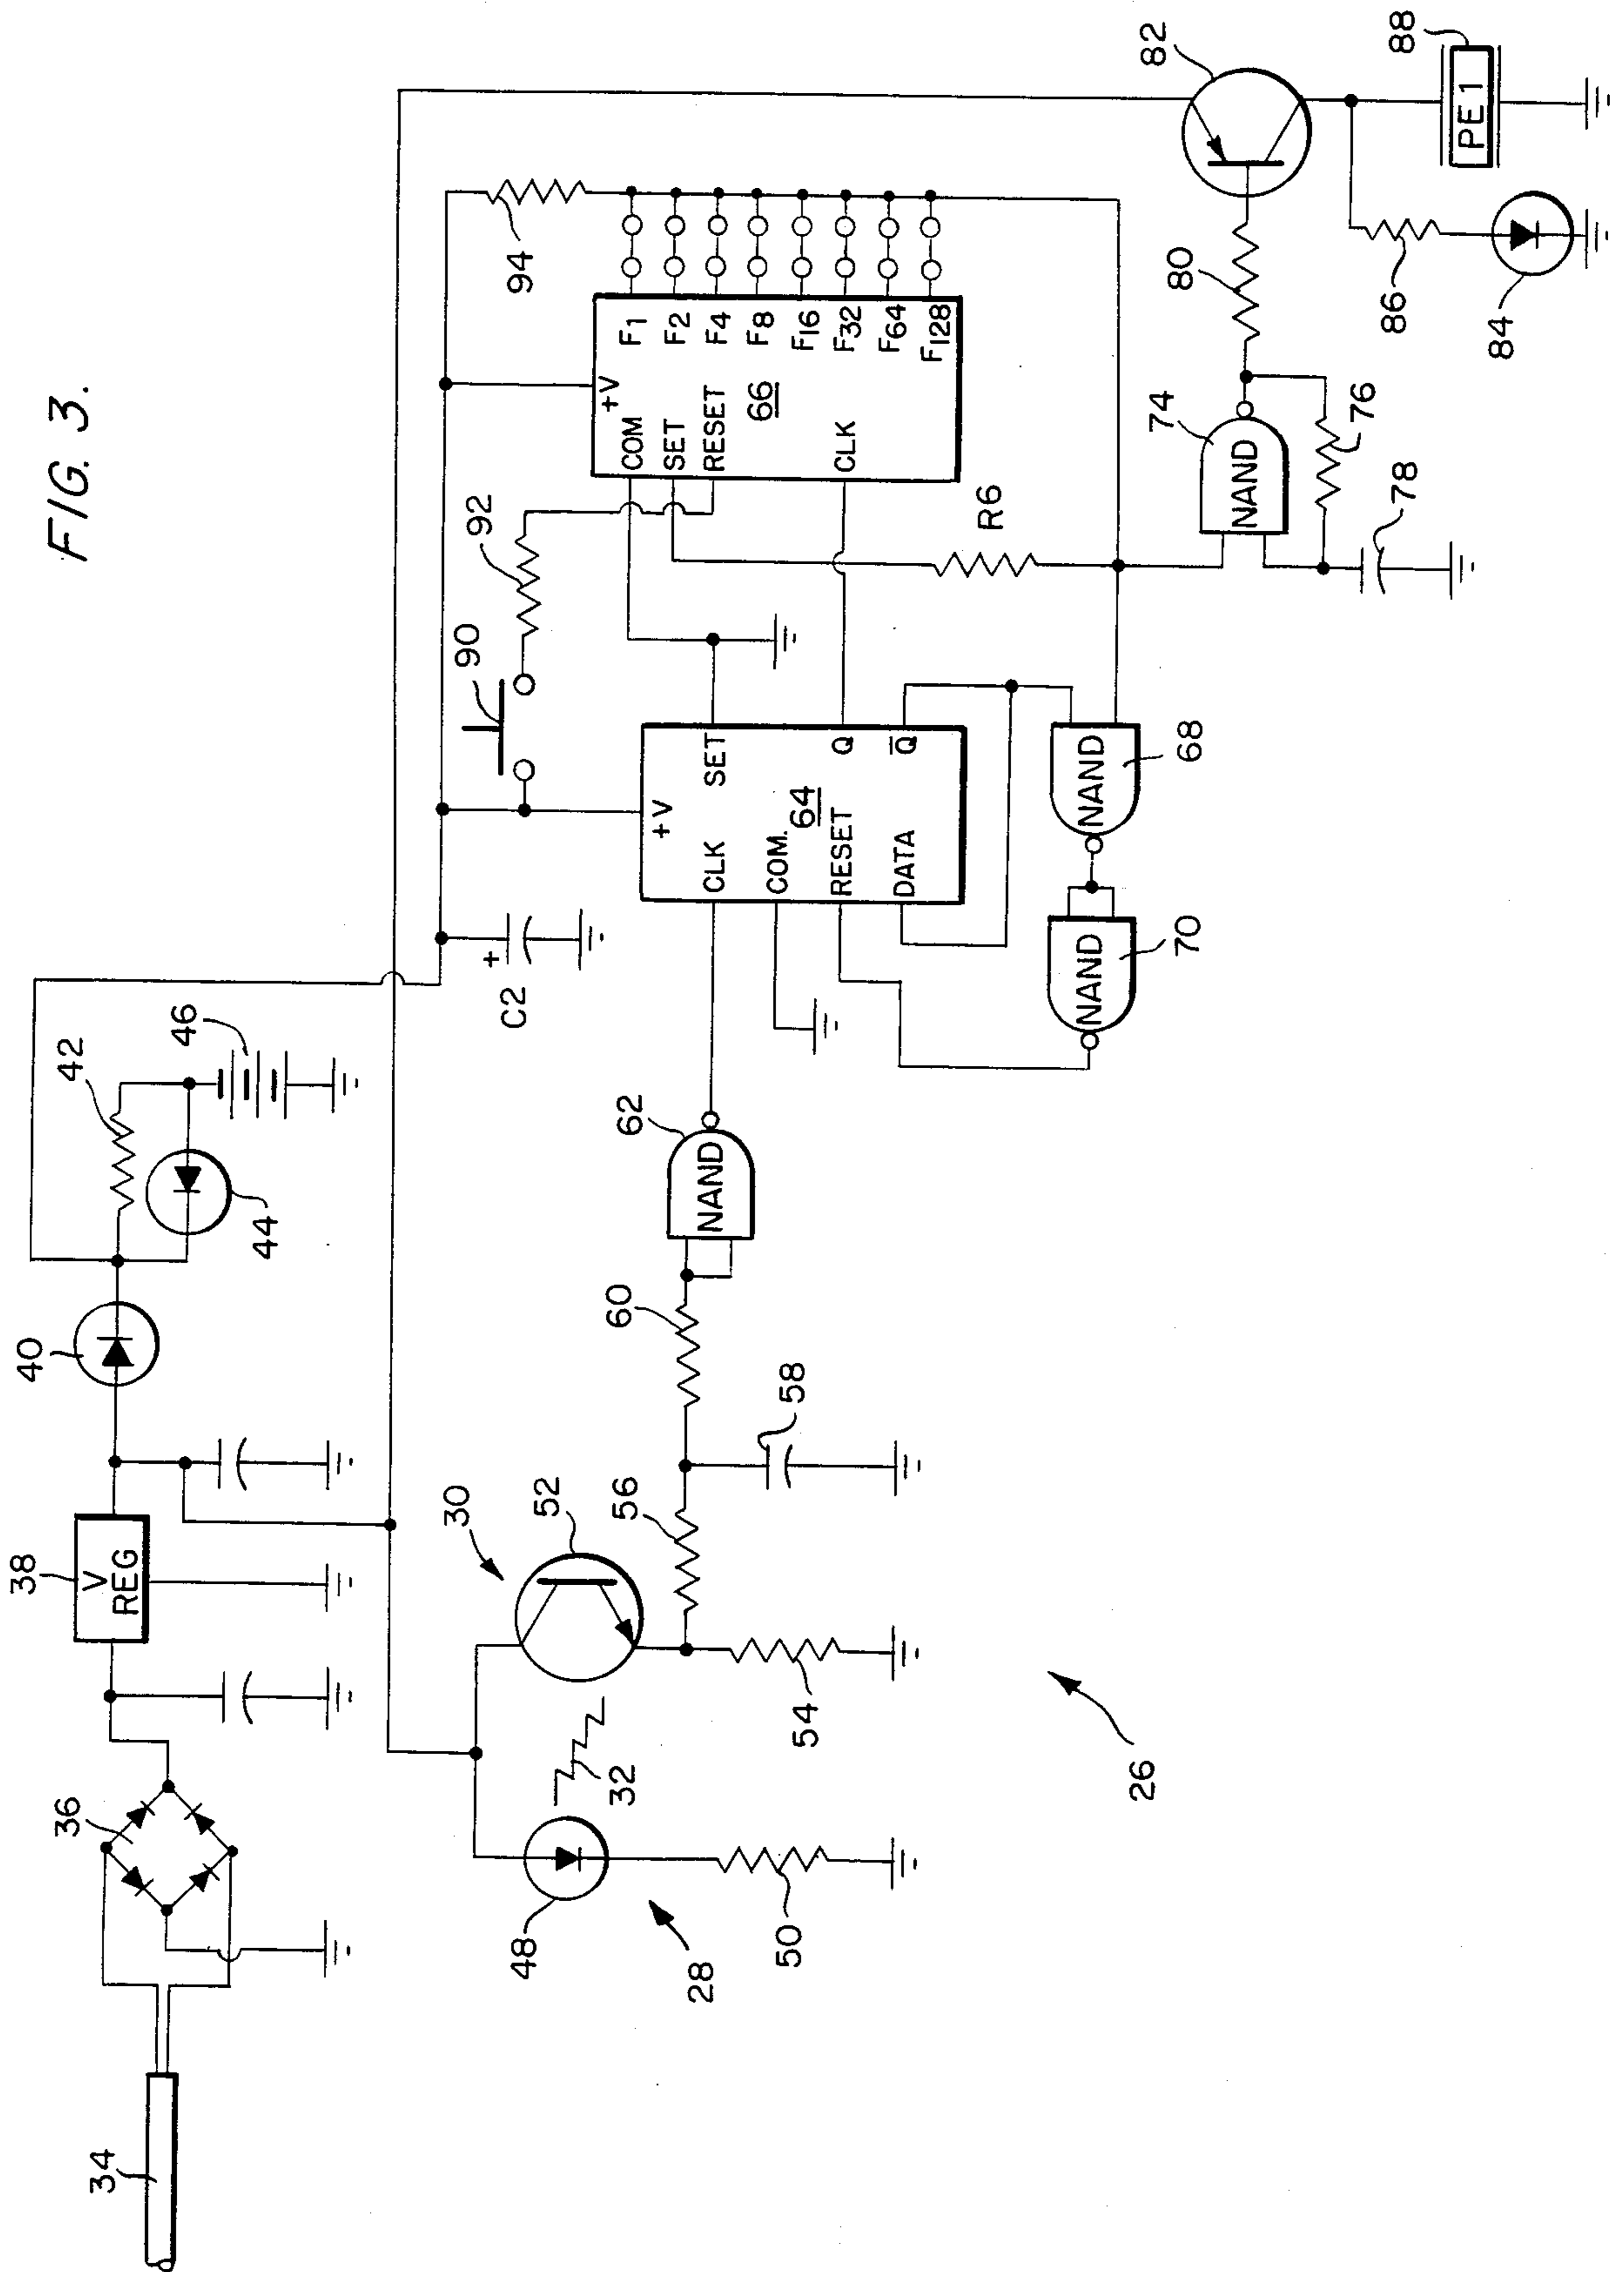 FIG. 3.
34
36
38
V
REG
40
42
44
46
C2
+
90
92
94
+V
COM
SET
RESET
66
CLK
F1
F2
F4
F8
F16
F32
F64
F128
48
28
50
32
30
52
54
56
58
60
62
NAND
+V
CLK
SET
COM.
64
RESET
Q
DATA
Q̅
R6
NAND
70
NAND
68
74
NAND
76
78
80
82
84
86
PE 1
88
26